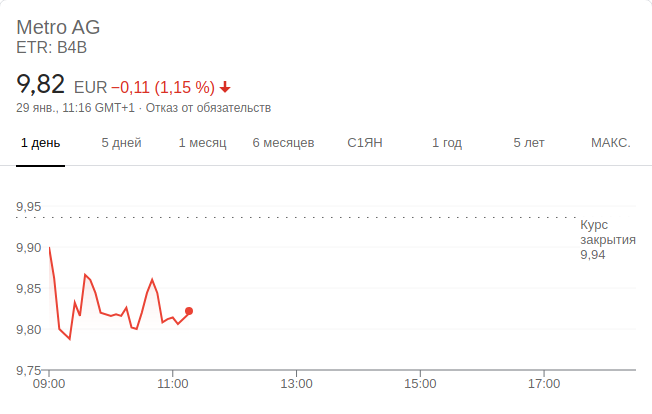 Metro AG
ETR: B4B
9,82 EUR −0,11 (1,15 %)
29 янв., 11:16 GMT+1 · Отказ от обязательств
1 день 5 дней 1 месяц 6 месяцев С1ЯН 1 год 5 лет МАКС.
9,95
Курс
закрытия
9,94
9,90
9,85
9,80
9,75
09:00 11:00 13:00 15:00 17:00